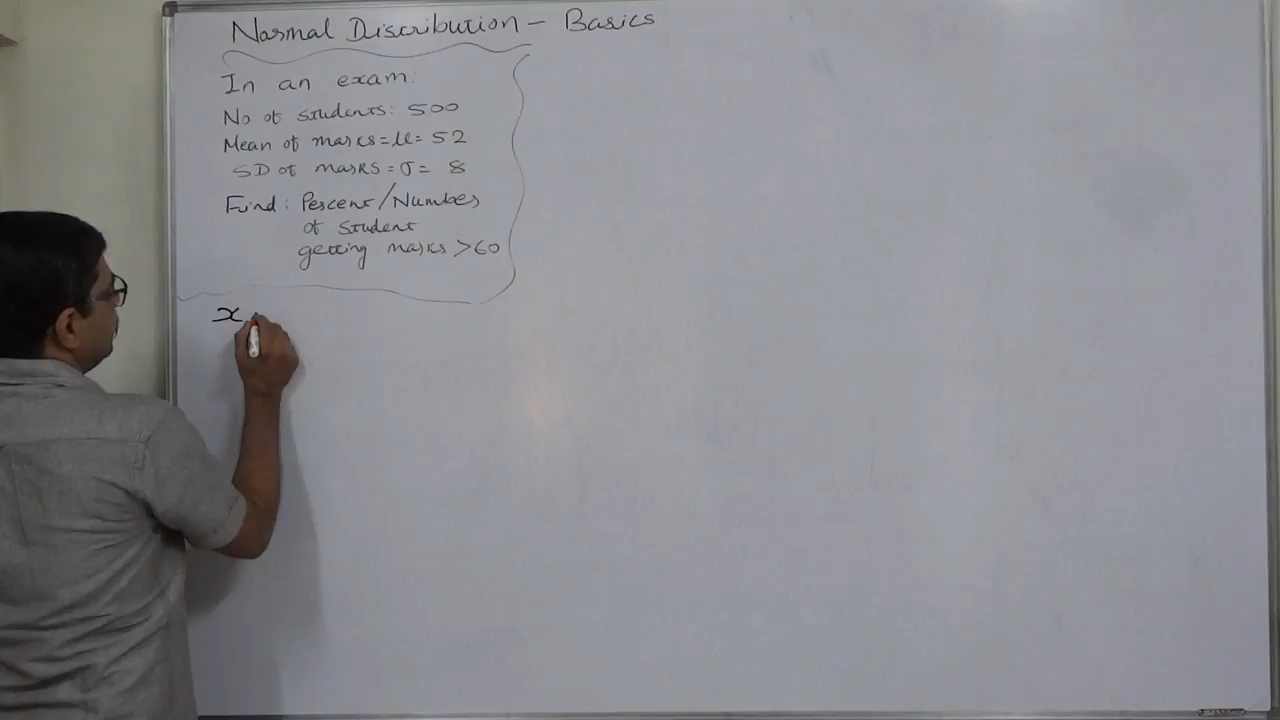 Normal Distribution - Basics
In an exam:
No of students: 500
Mean of marks = μ = 52
SD of marks = σ = 8
Find: Percent/Number
of student
getting marks >60
x